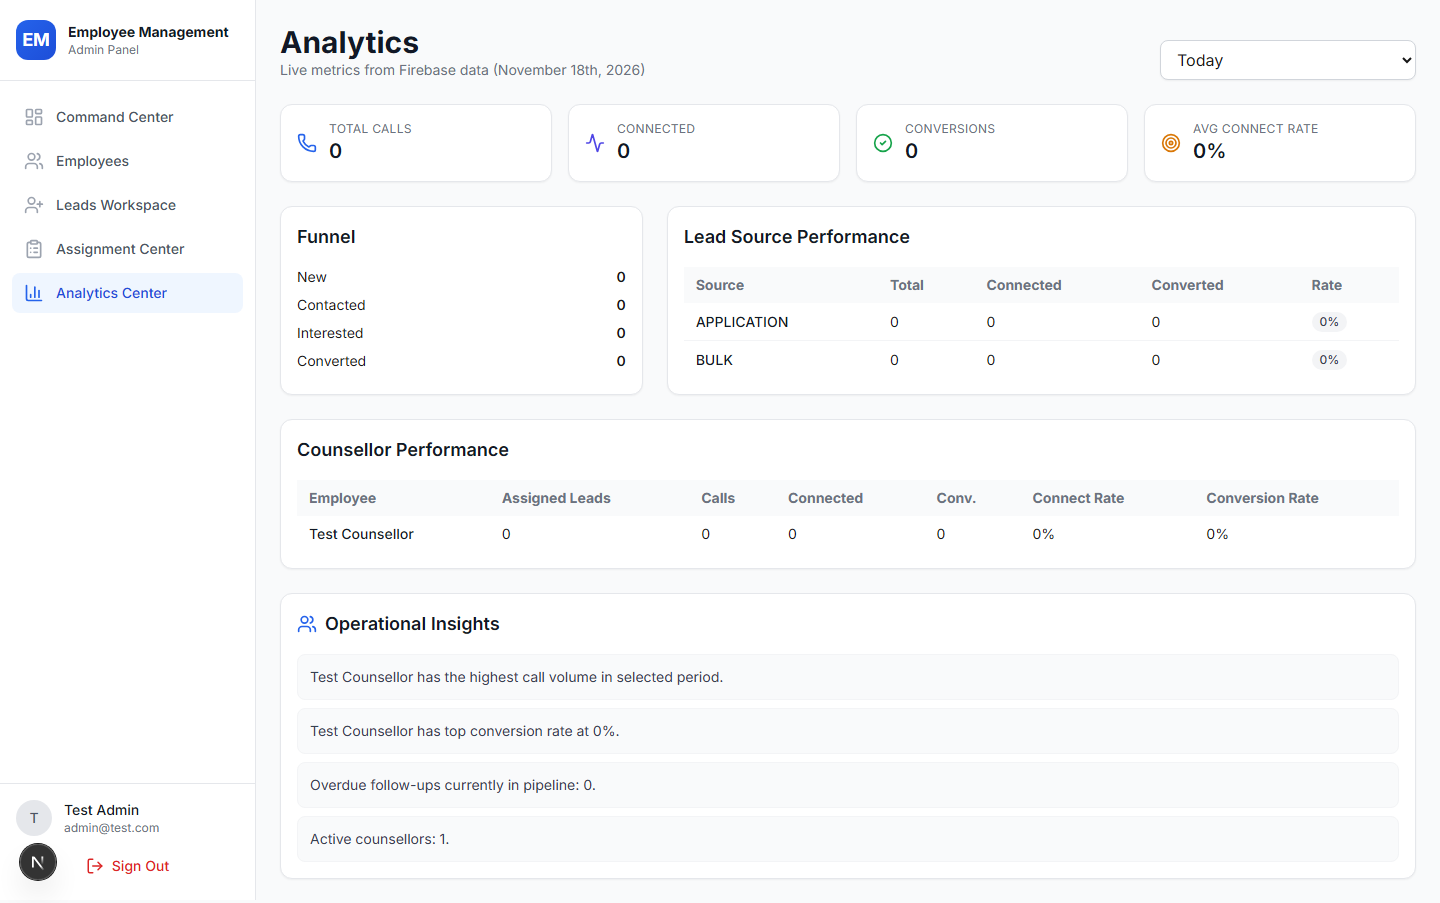 EM
Employee Management
Admin Panel
Command Center
Employees
Leads Workspace
Assignment Center
Analytics Center
Test Admin
T
admin@test.com
N
Sign Out
Analytics
Live metrics from Firebase data (November 18th, 2026)
Today
TOTAL CALLS
0
CONNECTED
0
CONVERSIONS
0
AVG CONNECT RATE
0%
Funnel
New 0
Contacted 0
Interested 0
Converted 0
Lead Source Performance
Source Total Connected Converted Rate
APPLICATION 0 0 0 0%
BULK 0 0 0 0%
Counsellor Performance
Employee Assigned Leads Calls Connected Conv. Connect Rate Conversion Rate
Test Counsellor 0 0 0 0 0% 0%
Operational Insights
Test Counsellor has the highest call volume in selected period.
Test Counsellor has top conversion rate at 0%.
Overdue follow-ups currently in pipeline: 0.
Active counsellors: 1.